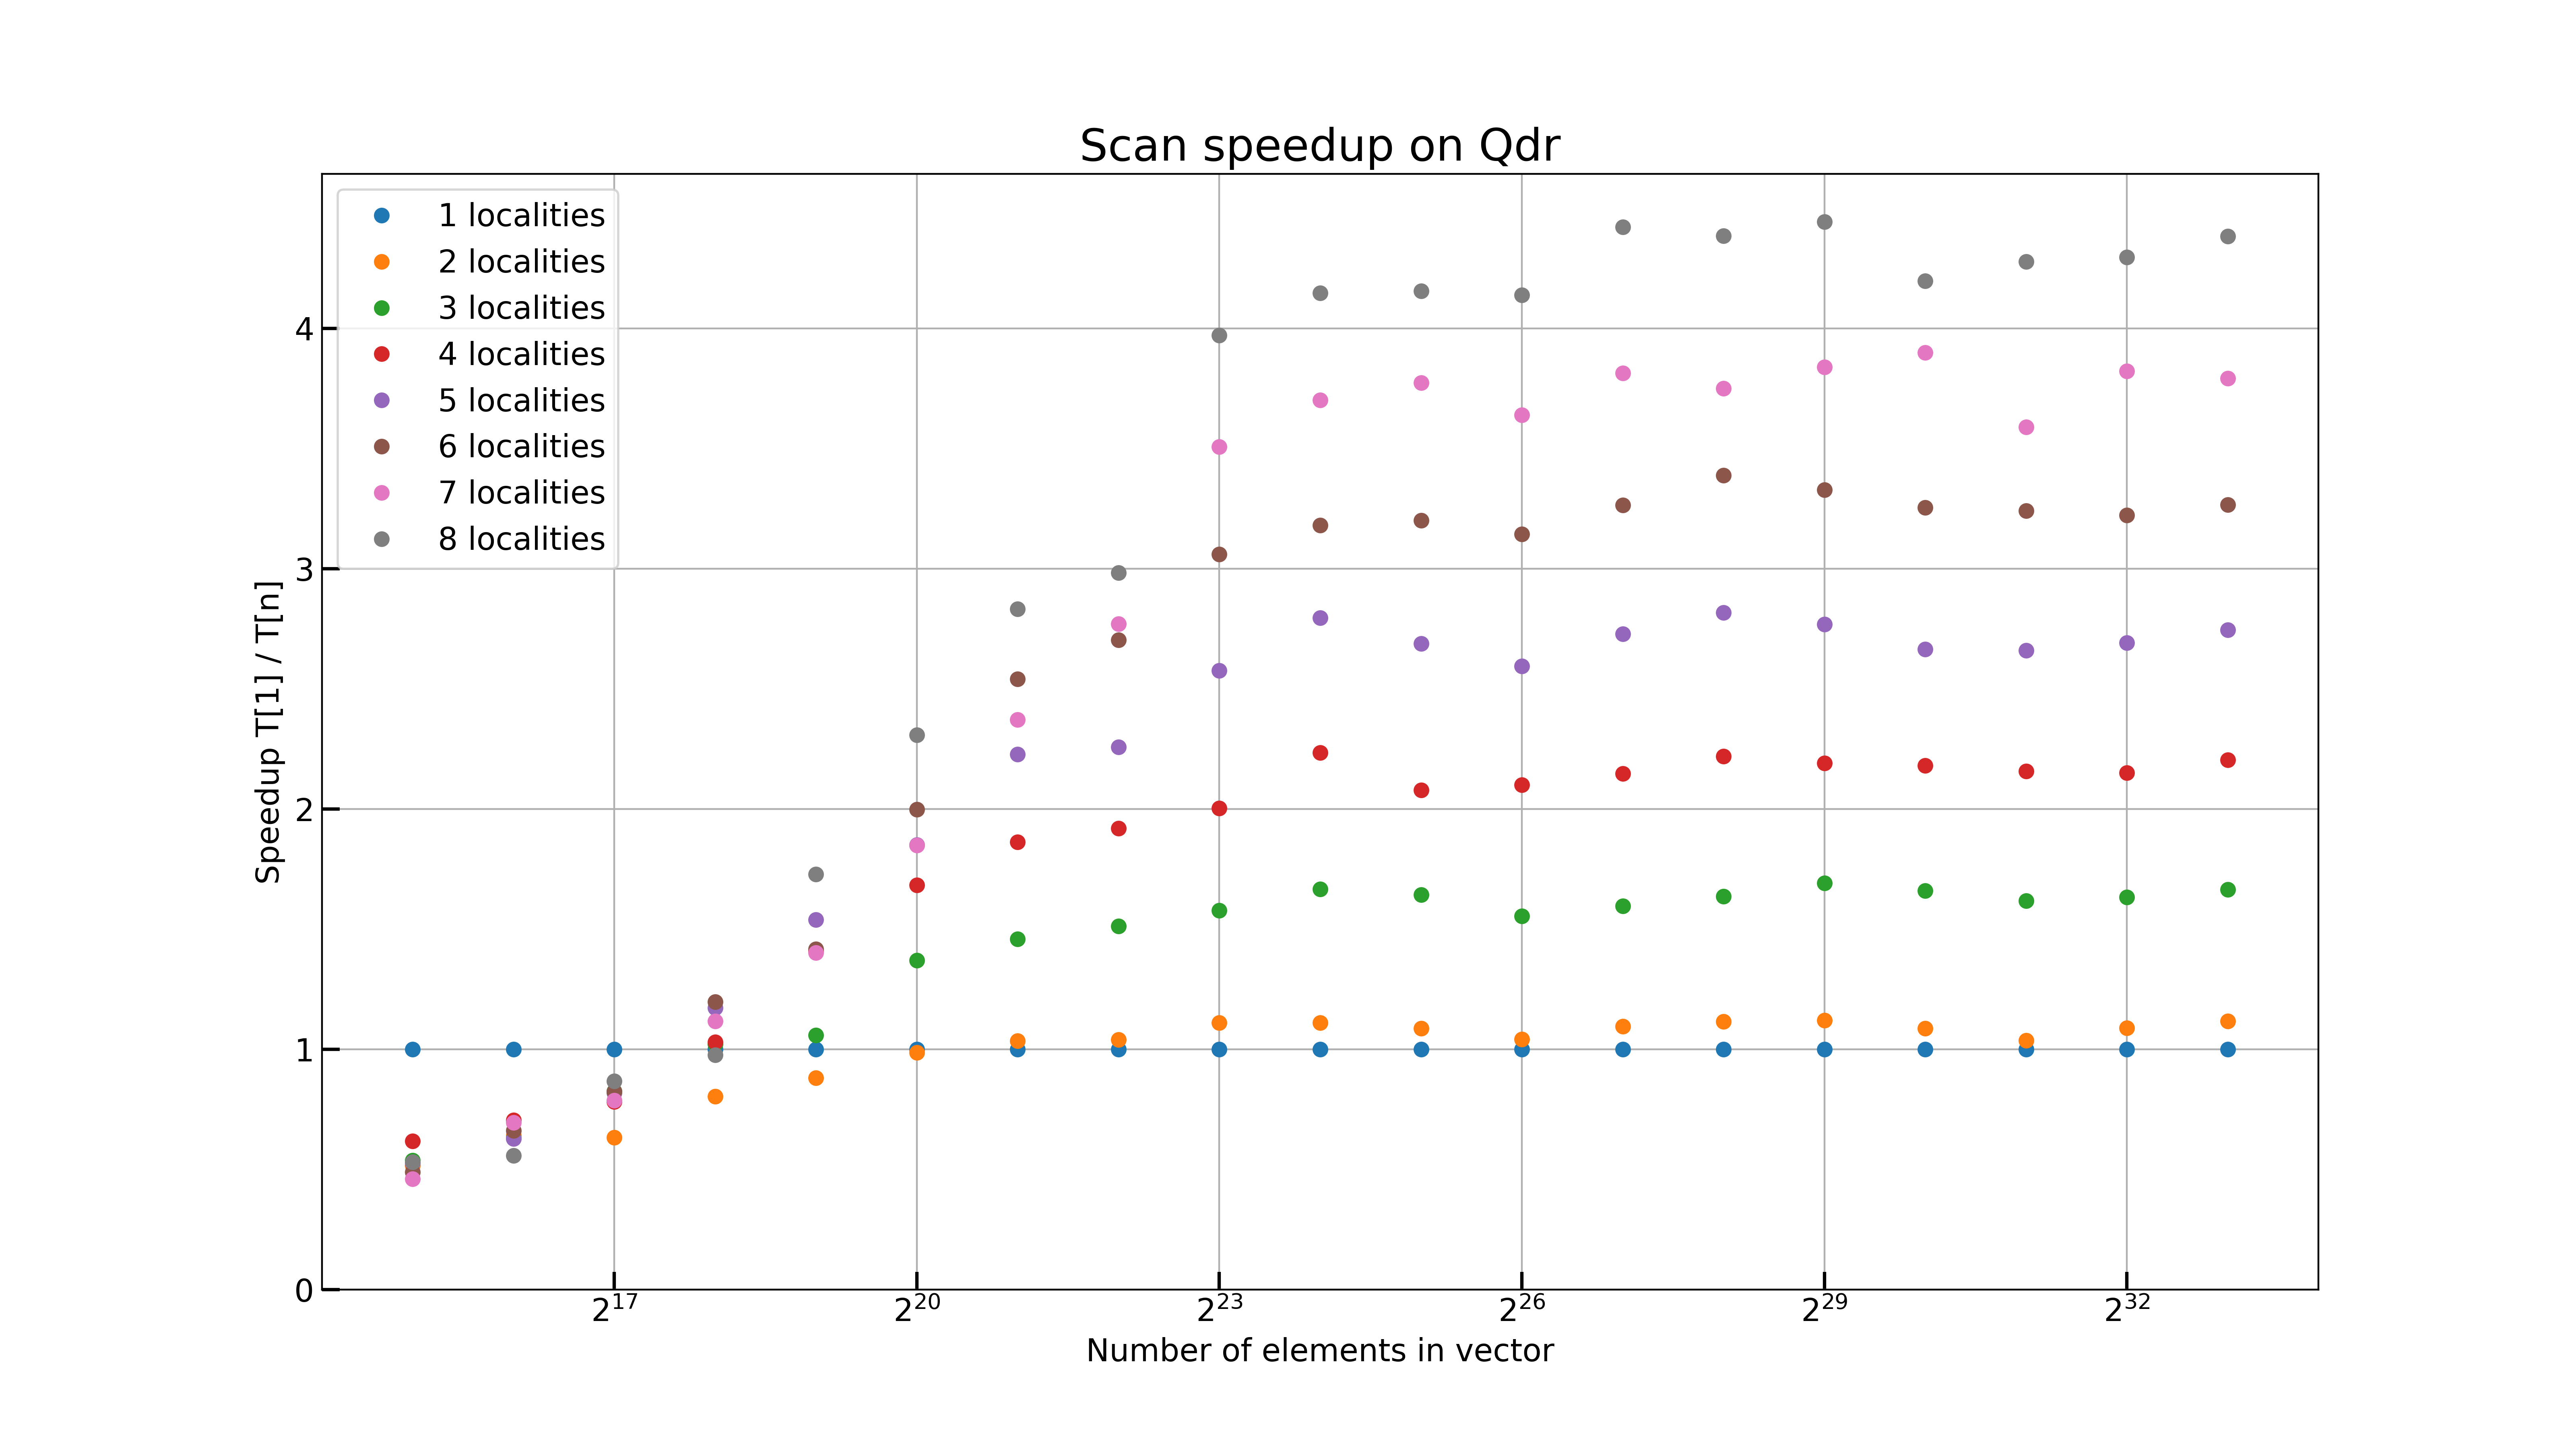 Scan speedup on Qdr
1 localities
2 localities
3 localities
4 localities
5 localities
6 localities
7 localities
8 localities
Speedup T[1] / T[n]
4
3
2
1
0
2^17 2^20 2^23 2^26 2^29 2^32
Number of elements in vector